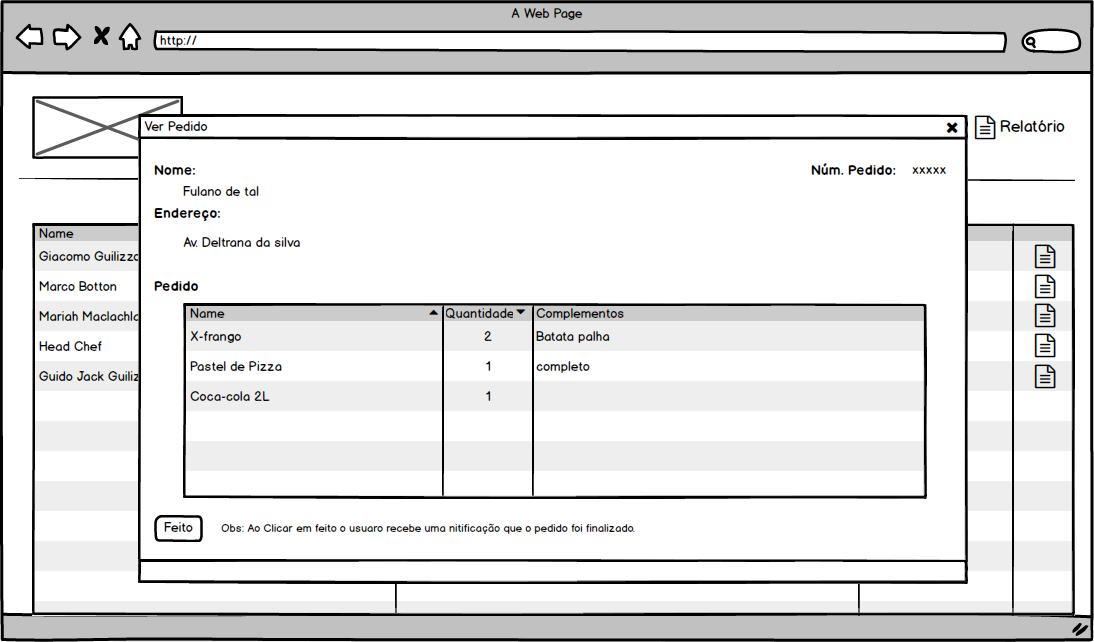 A Web Page
http://
Relatório
Ver Pedido
Nome:
Núm. Pedido: xxxxx
Fulano de tal
Endereço:
Av. Deltrana da silva
Pedido
Name Quantidade Complementos
X-frango 2 Batata palha
Pastel de Pizza 1 completo
Coca-cola 2L 1
Feito Obs: Ao Clicar em feito o usuaro recebe uma nitificação que o pedido foi finalizado.
Name
Giacomo Guilizzo
Marco Botton
Mariah Maclachla
Head Chef
Guido Jack Guiliz